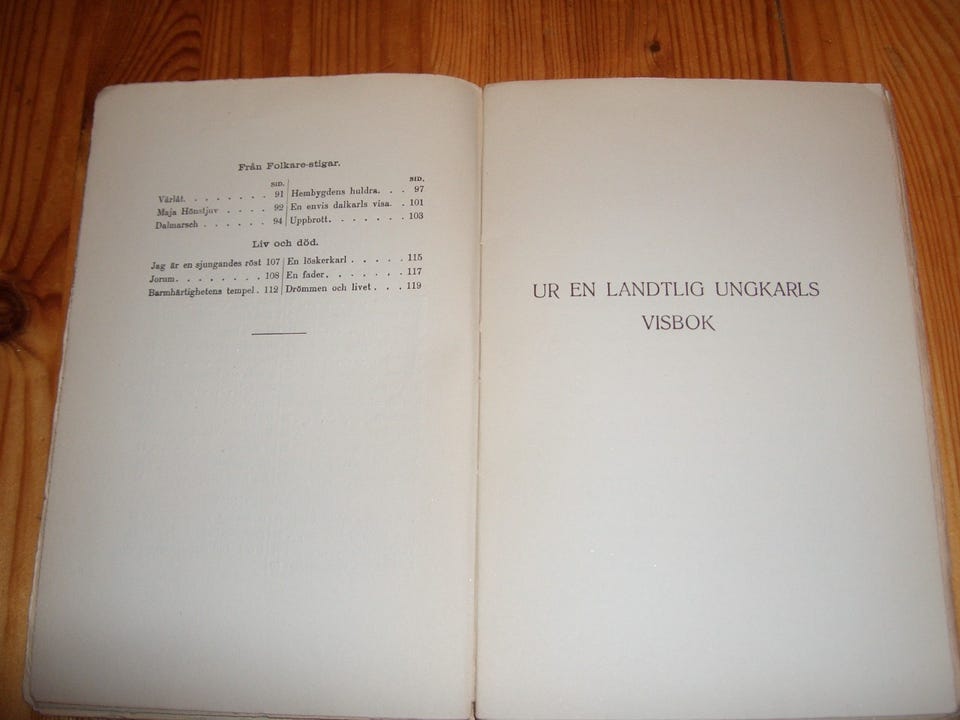 Från Folkare-stigar.
SID. SID.
Vårlåt. . . . . . . . 91 Hembygdens huldra. . . 97
Maja Hönstjuv . . . . 92 En envis dalkarls visa. . 101
Dalmarsch . . . . . . 94 Uppbrott. . . . . . . 103
Liv och död.
Jag är en sjungandes röst 107 En löskerkarl . . . . . 115
Jorum. . . . . . . . 108 En fader. . . . . . . 117
Barmhärtighetens tempel. 112 Drömmen och livet . . . 119
UR EN LANDTLIG UNGKARLS
VISBOK